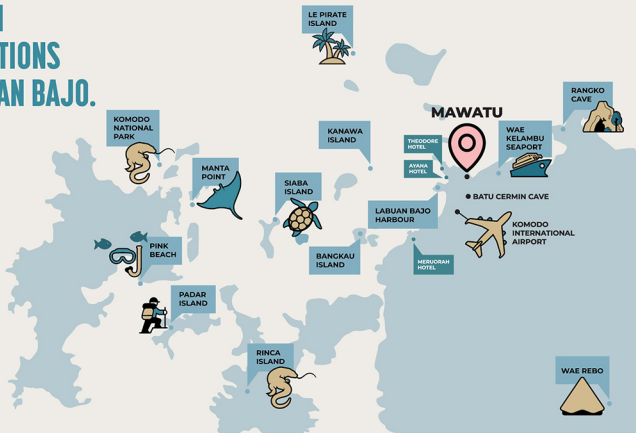 TIONS
AN BAJO.
LE PIRATE
ISLAND
RANGKO
CAVE
MAWATU
KOMODO
NATIONAL
PARK
KANAWA
ISLAND
THEODORE
HOTEL
AYANA
HOTEL
WAE
KELAMBU
SEAPORT
MANTA
POINT
SIABA
ISLAND
BATU CERMIN CAVE
LABUAN BAJO
HARBOUR
KOMODO
INTERNATIONAL
AIRPORT
PINK
BEACH
BANGKAU
ISLAND
MERUORAH
HOTEL
PADAR
ISLAND
RINCA
ISLAND
WAE REBO